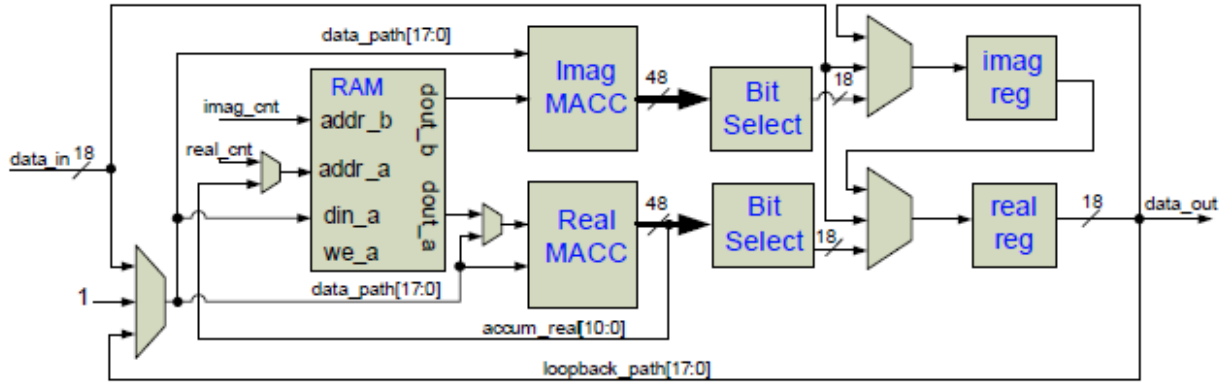 data_path[17:0]
Imag
MACC
48
Bit
Select
18
imag
reg
RAM
imag_cnt
addr_b
dout_b
real_cnt
data_in
18
addr_a
dout_a
din_a
we_a
Real
MACC
48
Bit
Select
18
real
reg
18
data_out
1
data_path[17:0]
accum_real[10:0]
loopback_path[17:0]